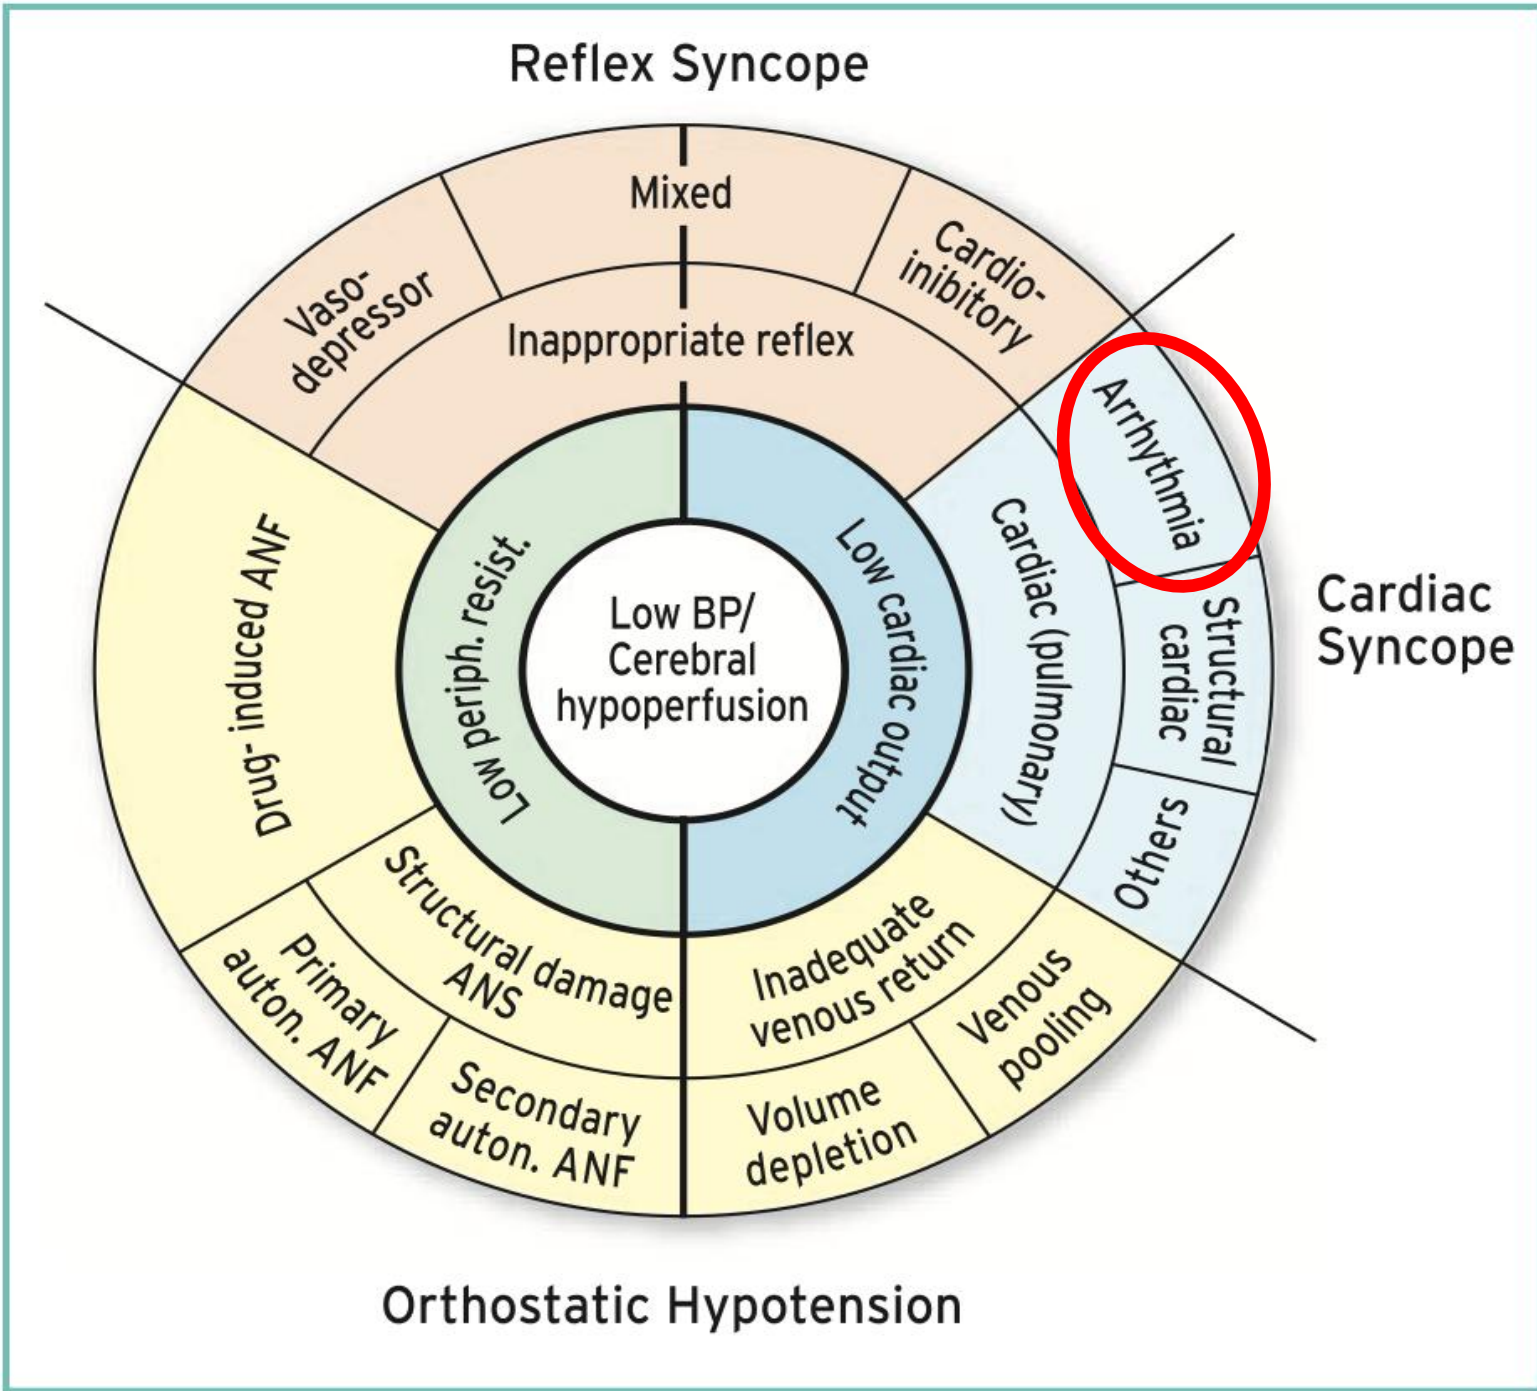 Reflex Syncope
Mixed
Vaso-
depressor
Cardio-
inibitory
Inappropriate reflex
Arrhythmia
Cardiac (pulmonary)
Structural
cardiac
Others
Cardiac
Syncope
Drug- induced ANF
Low periph. resist.
Low BP/
Cerebral
hypoperfusion
Low cardiac output
Structural damage
ANS
Primary
auton. ANF
Secondary
auton. ANF
Inadequate
venous return
Venous
pooling
Volume
depletion
Orthostatic Hypotension